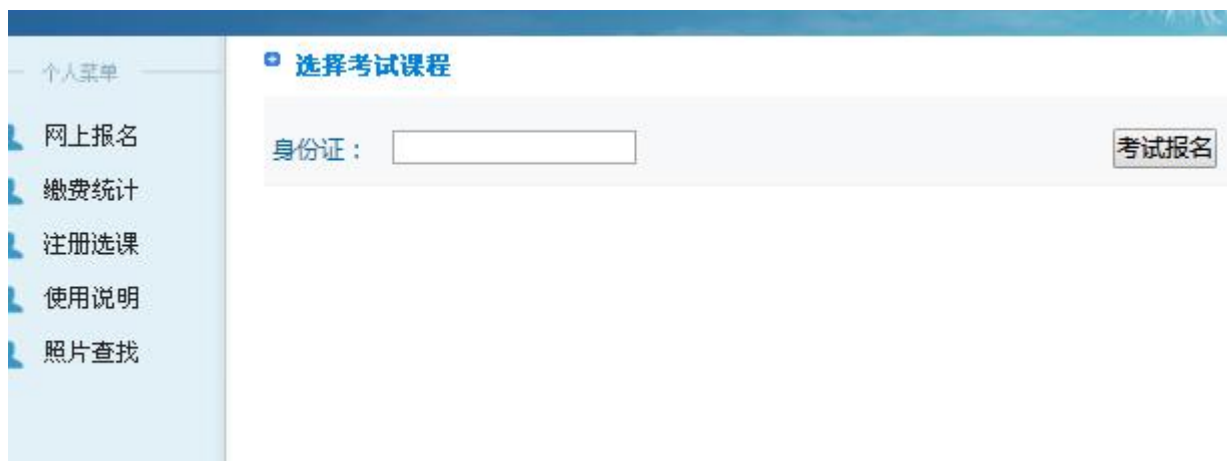 个人菜单
网上报名
缴费统计
注册选课
使用说明
照片查找
选择考试课程
身份证：
考试报名